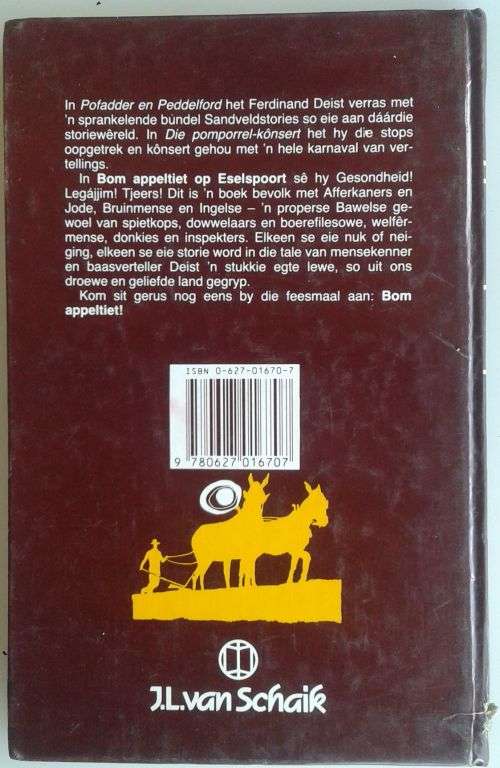 In Pofadder en Peddelford het Ferdinand Deist verras met
'n sprankelende bundel Sandveldstories so eie aan dáárdie
storiewêreld. In Die pomporrel-kônsert het hy die stops
oopgetrek en kônsert gehou met 'n hele karnaval van ver-
tellings.
In Bom appeltiet op Eselspoort sê hy Gesondheid!
Legájjim! Tjeers! Dit is 'n boek bevolk met Afferkaners en
Jode, Bruinmense en Ingelse – 'n properse Bawelse ge-
woel van spietkops, dowwelaars en boerefilesowe, welfêr-
mense, donkies en inspekters. Elkeen se eie nuk of nei-
ging, elkeen se eie storie word in die tale van mensekenner
en baasverteller Deist 'n stukkie egte lewe, so uit ons
droewe en geliefde land gegryp.
Kom sit gerus nog eens by die feesmaal aan: Bom
appeltiet!
ISBN 0-627-01670-7
9 780627 016707
J.L.van Schaik